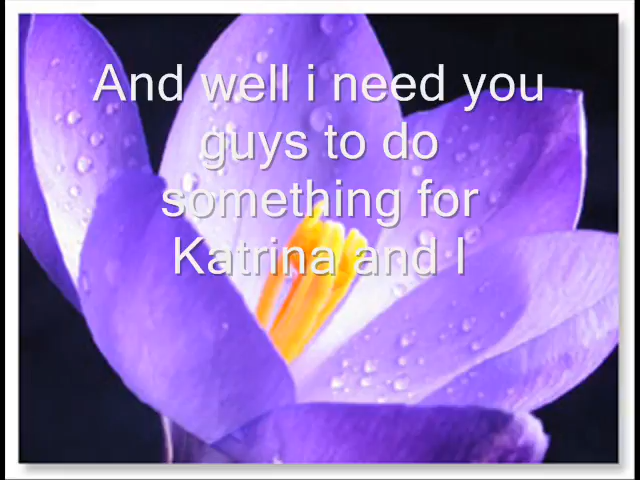 And well i need you
guys to do
something for
Katrina and I